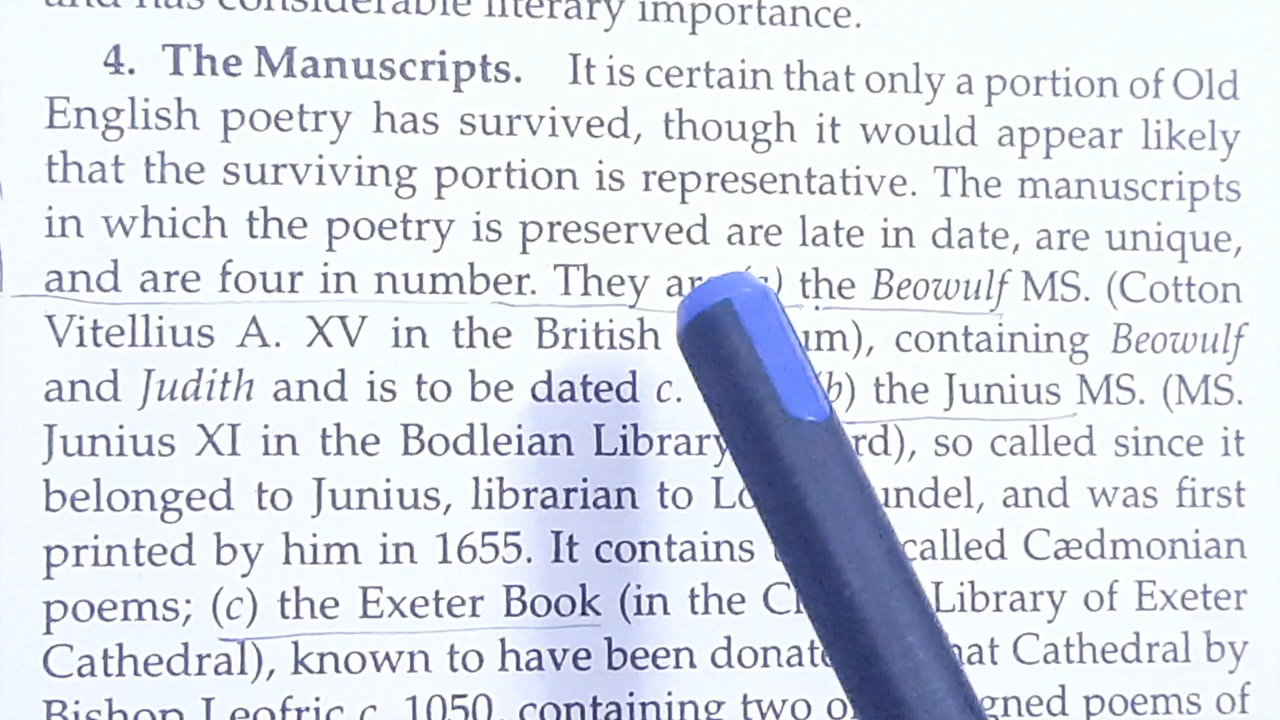 and has considerable literary importance.
4. The Manuscripts. It is certain that only a portion of Old
English poetry has survived, though it would appear likely
that the surviving portion is representative. The manuscripts
in which the poetry is preserved are late in date, are unique,
and are four in number. They the Beowulf MS. (Cotton
Vitellius A. XV in the British containing Beowulf
and Judith and is to be dated c. (b) the Junius MS. (MS.
Junius XI in the Bodleian Library so called since it
belonged to Junius, librarian to and was first
printed by him in 1655. It contains called Cædmonian
poems; (c) the Exeter Book (in the Library of Exeter
Cathedral), known to have been Cathedral by
Bishop Leofric c. 1050, containing two poems of